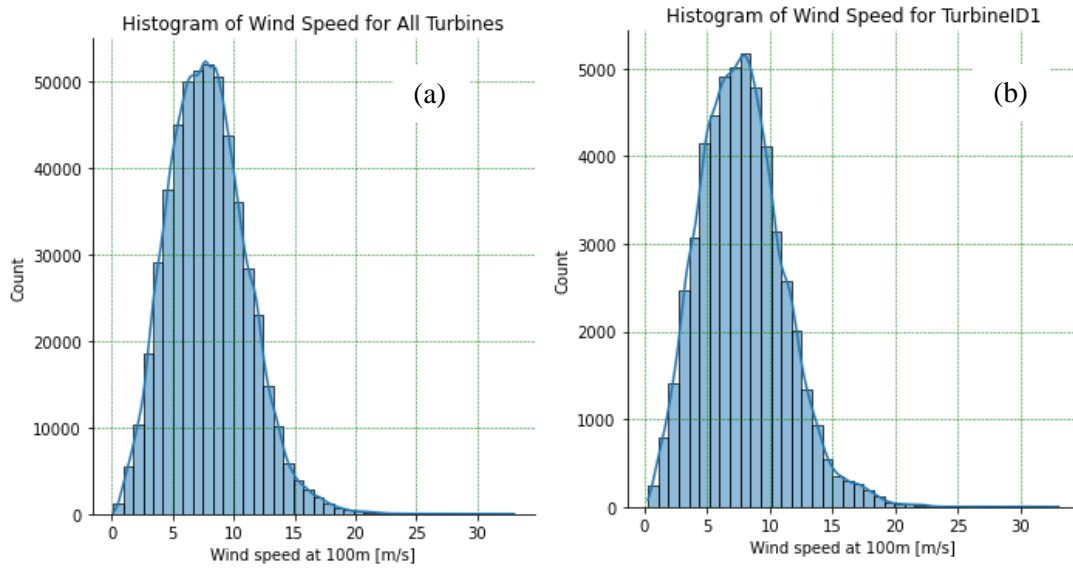 Histogram of Wind Speed for All Turbines
(a)
50000
40000
30000
20000
10000
0
Count
0 5 10 15 20 25 30
Wind speed at 100m [m/s]
Histogram of Wind Speed for TurbineID1
(b)
5000
4000
3000
2000
1000
0
Count
0 5 10 15 20 25 30
Wind speed at 100m [m/s]